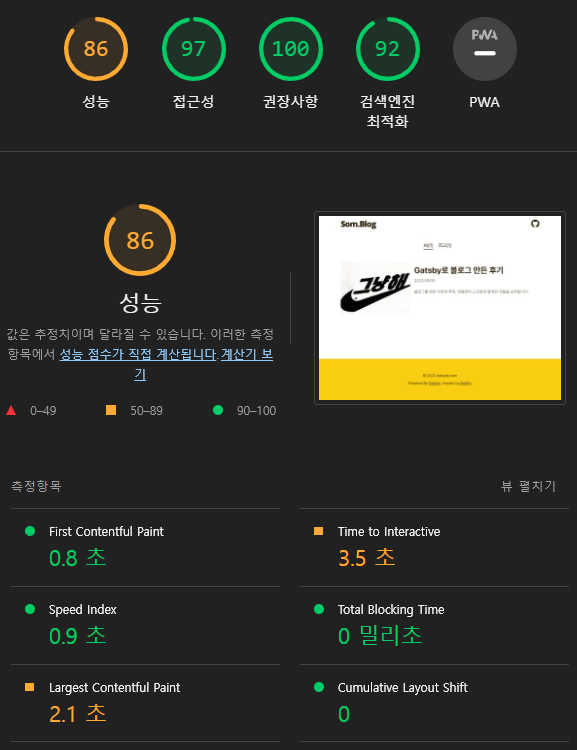 86
97
100
92
PWA
성능
접근성
권장사항
검색엔진
최적화
PWA
86
성능
값은 추정치이며 달라질 수 있습니다. 이러한 측정
항목에서 성능 점수가 직접 계산됩니다.계산기 보
기
0–49
50–89
90–100
Som.Blog
All(1)
회고(1)
그냥해
Gatsby로 블로그 만든 후기
측정항목
뷰 펼치기
First Contentful Paint
0.8 초
Time to Interactive
3.5 초
Speed Index
0.9 초
Total Blocking Time
0 밀리초
Largest Contentful Paint
2.1 초
Cumulative Layout Shift
0